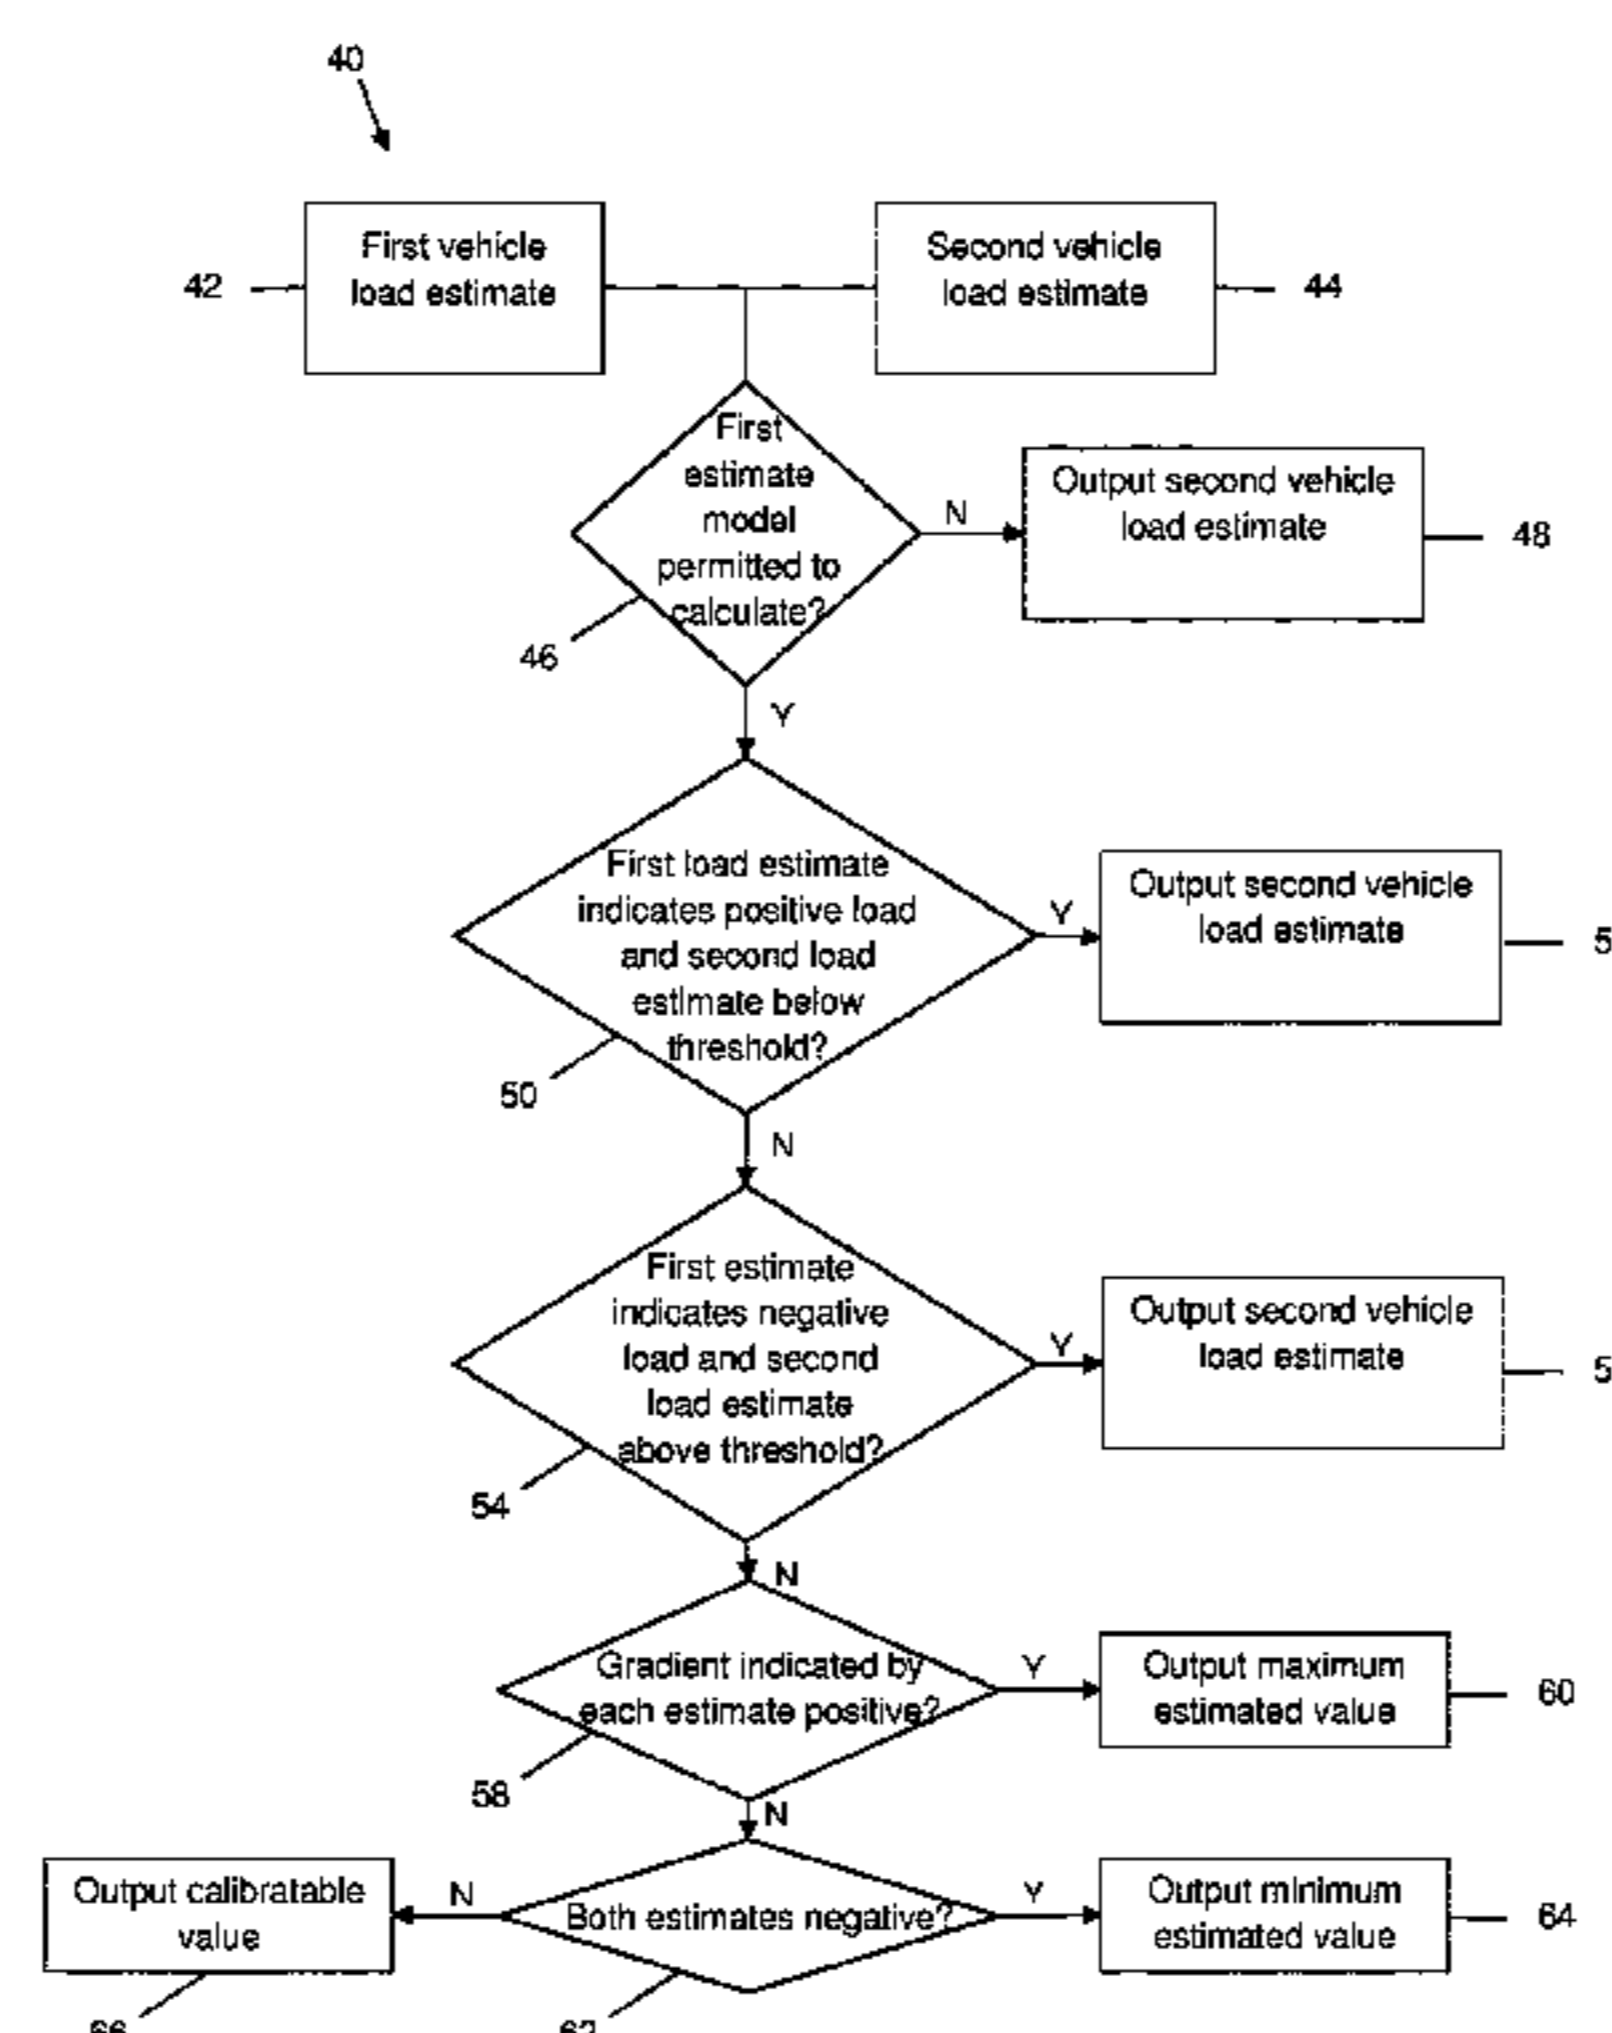 40
First vehicle
load estimate
42
Second vehicle
load estimate
44
First
estimate
model
permitted to
calculate?
46
N
Output second vehicle
load estimate
48
Y
First load estimate
indicates positive load
and second load
estimate below
threshold?
50
Y
Output second vehicle
load estimate
5
N
First estimate
indicates negative
load and second
load estimate
above threshold?
54
Y
Output second vehicle
load estimate
5
N
Gradient indicated by
each estimate positive?
58
Y
Output maximum
estimated value
60
N
Both estimates negative?
Y
Output minimum
estimated value
64
N
Output calibratable
value